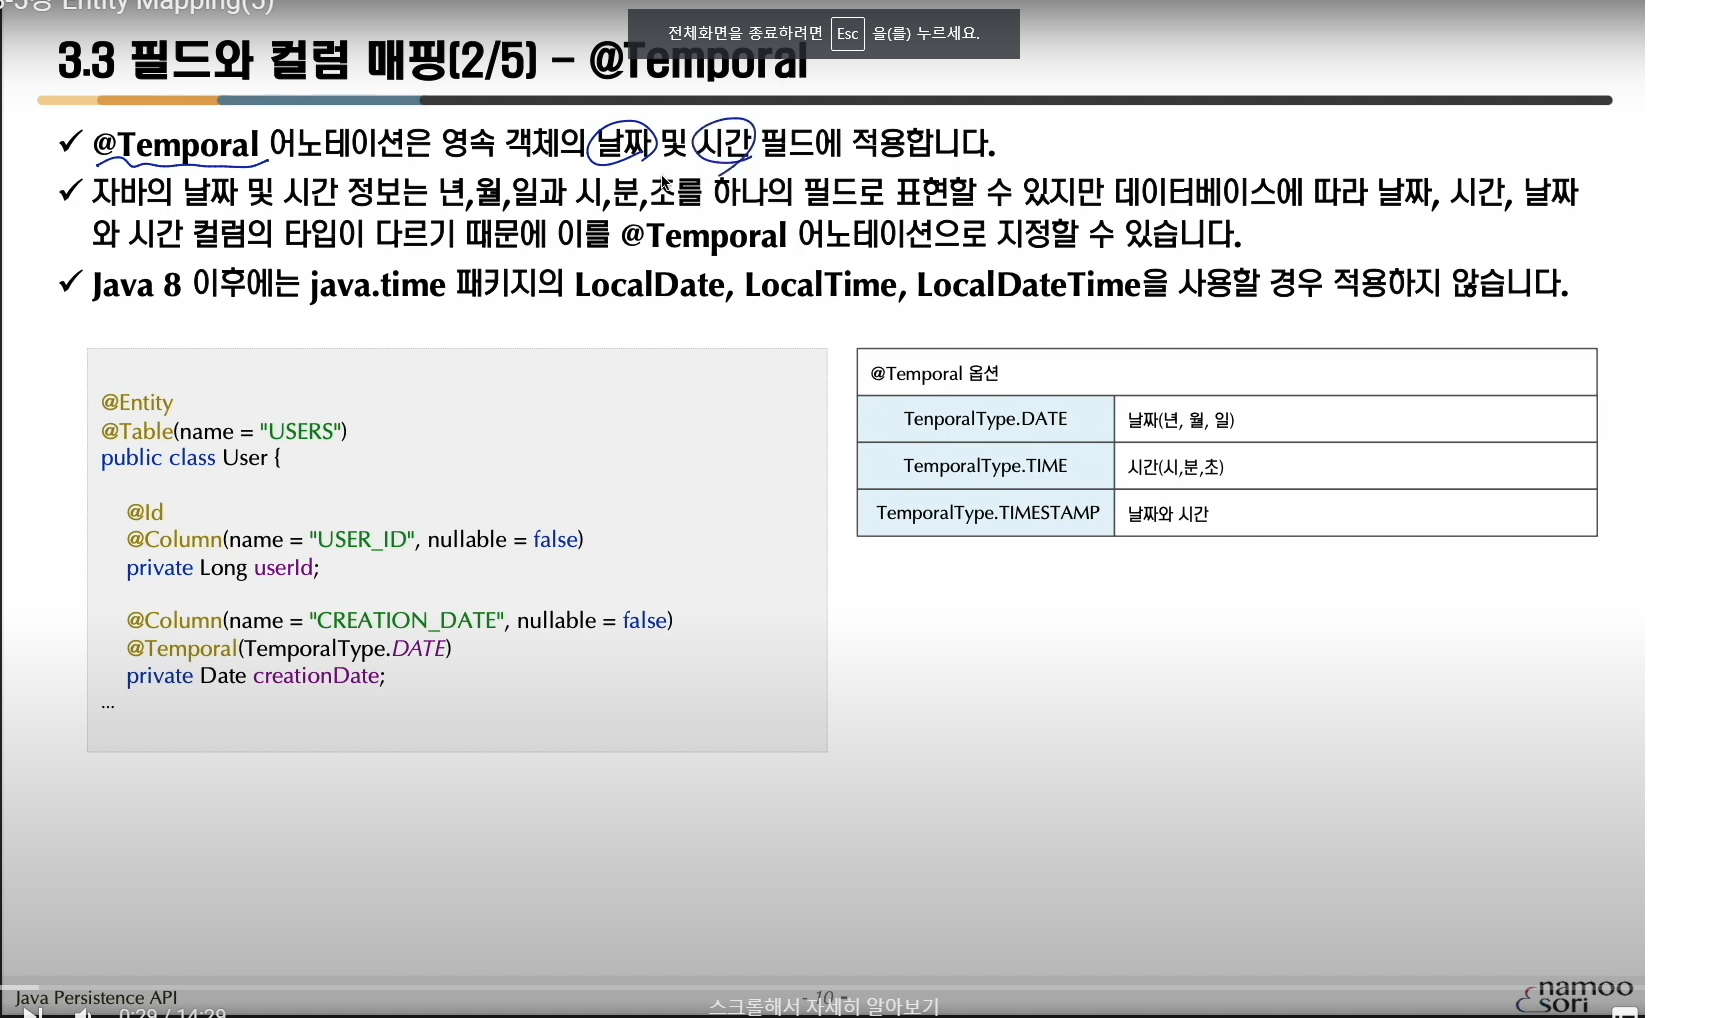 3-5강 Entity Mapping(5)
전체화면을 종료하려면 Esc 을(를) 누르세요.
3.3 필드와 컬럼 매핑(2/5) – @Temporal
✓ @Temporal 어노테이션은 영속 객체의 날짜 및 시간 필드에 적용합니다.
✓ 자바의 날짜 및 시간 정보는 년,월,일과 시,분,초를 하나의 필드로 표현할 수 있지만 데이터베이스에 따라 날짜, 시간, 날짜
와 시간 컬럼의 타입이 다르기 때문에 이를 @Temporal 어노테이션으로 지정할 수 있습니다.
✓ Java 8 이후에는 java.time 패키지의 LocalDate, LocalTime, LocalDateTime을 사용할 경우 적용하지 않습니다.
@Entity
@Table(name = "USERS")
public class User {
@Id
@Column(name = "USER_ID", nullable = false)
private Long userId;
@Column(name = "CREATION_DATE", nullable = false)
@Temporal(TemporalType.DATE)
private Date creationDate;
...
@Temporal 옵션
TenporalType.DATE 날짜(년, 월, 일)
TemporalType.TIME 시간(시,분,초)
TemporalType.TIMESTAMP 날짜와 시간
Java Persistence API
- 10 -
스크롤해서 자세히 알아보기
namoo
sori
0:29 / 14:29